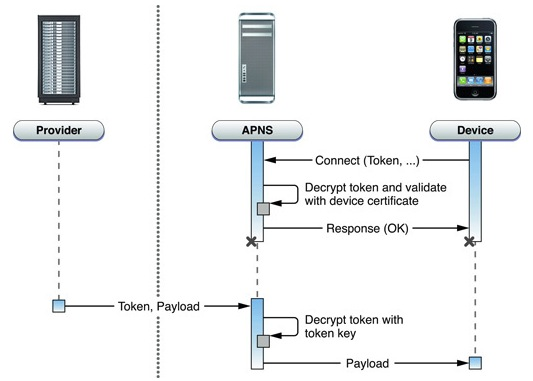 Provider
APNS
Device
Connect (Token, ...)
Decrypt token and validate
with device certificate
Response (OK)
Token, Payload
Decrypt token with
token key
Payload